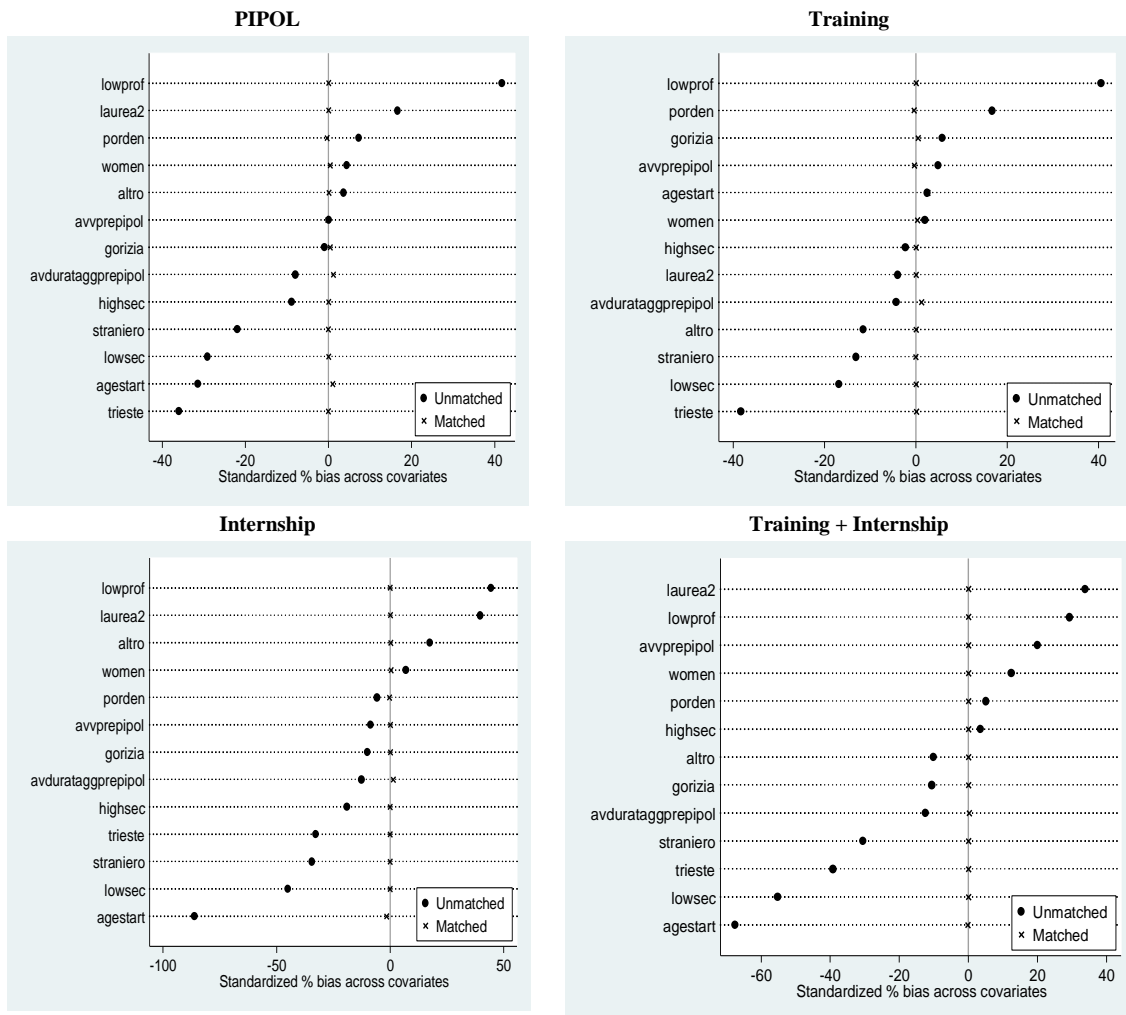 PIPOL
lowprof
laurea2
porden
women
altro
avvprepipol
gorizia
avdurataggprepipol
highsec
straniero
lowsec
agestart
trieste
Unmatched
Matched
-40 -20 0 20 40
Standardized % bias across covariates
Training
lowprof
porden
gorizia
avvprepipol
agestart
women
highsec
laurea2
avdurataggprepipol
altro
straniero
lowsec
trieste
Unmatched
Matched
-40 -20 0 20 40
Standardized % bias across covariates
Internship
lowprof
laurea2
altro
women
porden
avvprepipol
gorizia
avdurataggprepipol
highsec
trieste
straniero
lowsec
agestart
Unmatched
Matched
-100 -50 0 50
Standardized % bias across covariates
Training + Internship
laurea2
lowprof
avvprepipol
women
porden
highsec
altro
gorizia
avdurataggprepipol
straniero
trieste
lowsec
agestart
Unmatched
Matched
-60 -40 -20 0 20 40
Standardized % bias across covariates